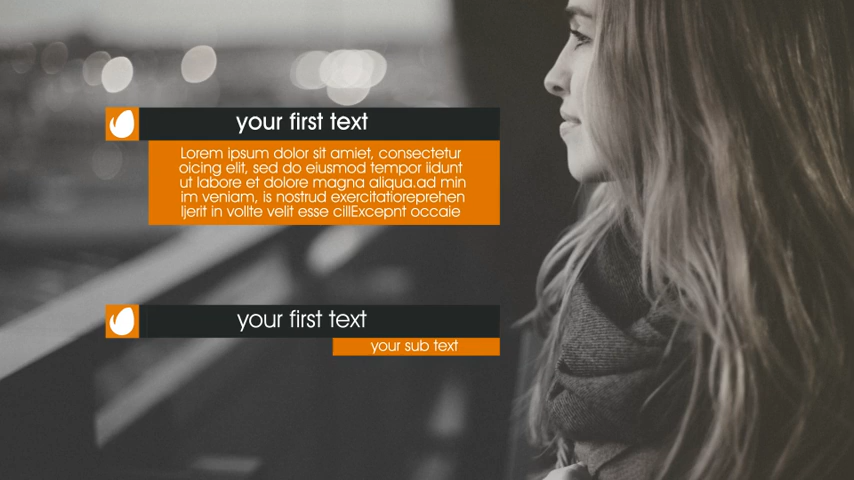 your first text
Lorem ipsum dolor sit amiet, consectetur
oicing elit, sed do eiusmod tempor iidunt
ut labore et dolore magna aliqua.ad min
im veniam, is nostrud exercitatioreprehen
ljerit in vollte velit esse cillExcepnt occaie
your first text
your sub text